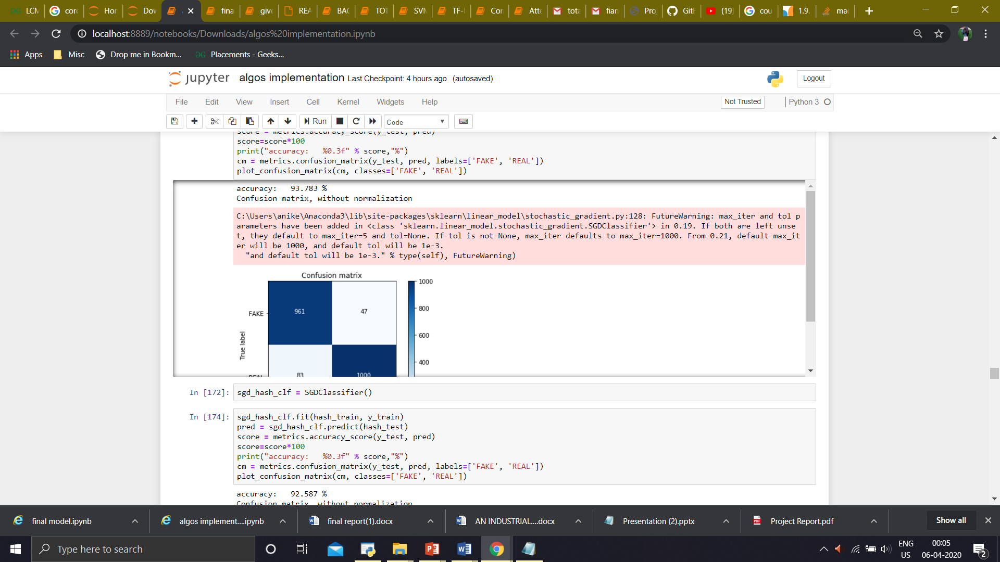 LCM
coro
Hor
Dow
fina
give
REA
BAC
TOT
SVM
TF-I
Cor
Atte
tota
fian
Proj
Gith
(19)
cou
1.9.
mac
localhost:8889/notebooks/Downloads/algos%20implementation.ipynb
Apps Misc Drop me in Bookm... Placements - Geeks...
jupyter algos implementation Last Checkpoint: 4 hours ago (autosaved) Logout
File Edit View Insert Cell Kernel Widgets Help Not Trusted Python 3
Run Code
score = metrics.accuracy_score(y_test, pred)
score=score*100
print("accuracy:   %0.3f" % score,"%")
cm = metrics.confusion_matrix(y_test, pred, labels=['FAKE', 'REAL'])
plot_confusion_matrix(cm, classes=['FAKE', 'REAL'])
accuracy:   93.783 %
Confusion matrix, without normalization
C:\Users\anike\Anaconda3\lib\site-packages\sklearn\linear_model\stochastic_gradient.py:128: FutureWarning: max_iter and tol p
arameters have been added in <class 'sklearn.linear_model.stochastic_gradient.SGDClassifier'> in 0.19. If both are left unse
t, they default to max_iter=5 and tol=None. If tol is not None, max_iter defaults to max_iter=1000. From 0.21, default max_it
er will be 1000, and default tol will be 1e-3.
"and default tol will be 1e-3." % type(self), FutureWarning)
Confusion matrix
1000
800
600
400
FAKE
961 47
True label
REAL
83 1000
In [172]: sgd_hash_clf = SGDClassifier()
In [174]: sgd_hash_clf.fit(hash_train, y_train)
pred = sgd_hash_clf.predict(hash_test)
score = metrics.accuracy_score(y_test, pred)
score=score*100
print("accuracy:   %0.3f" % score,"%")
cm = metrics.confusion_matrix(y_test, pred, labels=['FAKE', 'REAL'])
plot_confusion_matrix(cm, classes=['FAKE', 'REAL'])
accuracy:   92.587 %
Confusion matrix, without normalization
final model.ipynb algos implement....ipynb final report(1).docx AN INDUSTRIAL....docx Presentation (2).pptx Project Report.pdf Show all
Type here to search
ENG
US
00:05
06-04-2020
2